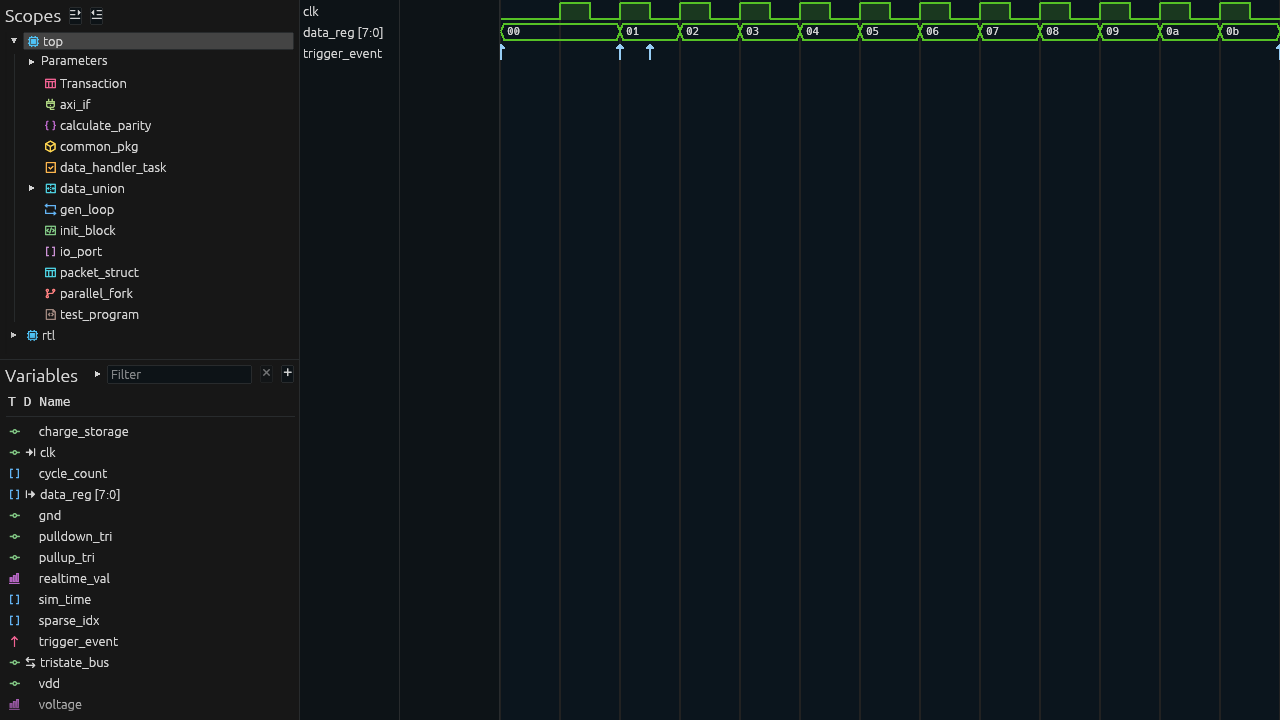 Scopes
top
Parameters
Transaction
axi_if
calculate_parity
common_pkg
data_handler_task
data_union
gen_loop
init_block
io_port
packet_struct
parallel_fork
test_program
rtl
Variables Filter
T D Name
charge_storage
clk
cycle_count
data_reg [7:0]
gnd
pulldown_tri
pullup_tri
realtime_val
sim_time
sparse_idx
trigger_event
tristate_bus
vdd
voltage
clk
data_reg [7:0] 00 01 02 03 04 05 06 07 08 09 0a 0b
trigger_event